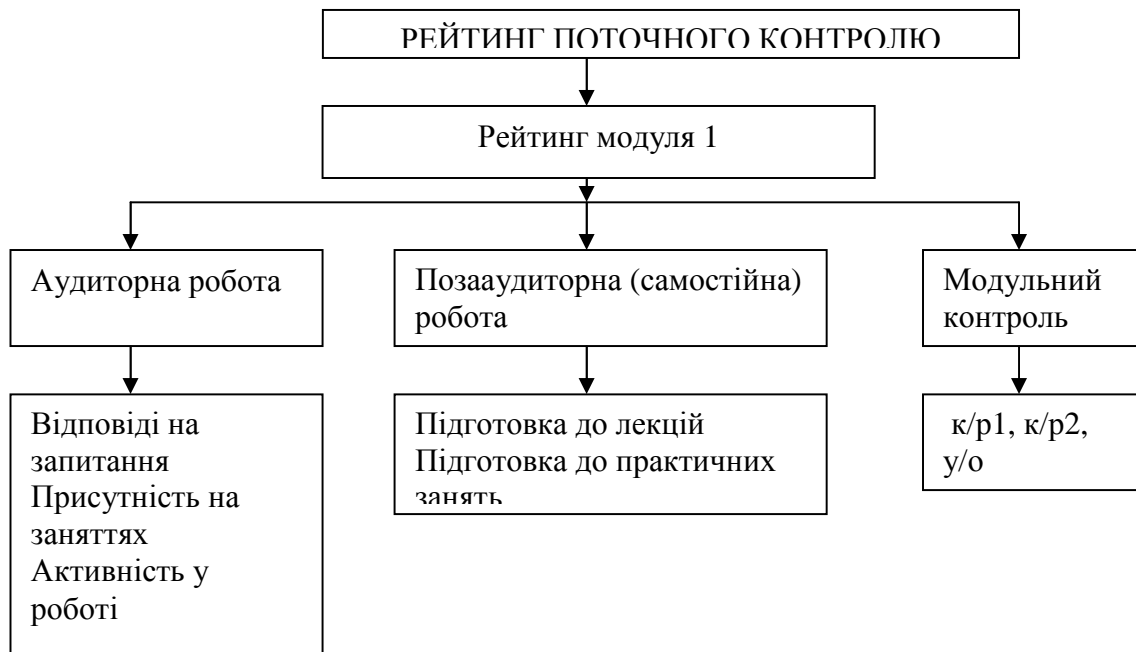 РЕЙТИНГ ПОТОЧНОГО КОНТРОЛЮ
Рейтинг модуля 1
Аудиторна робота
Позааудиторна (самостійна)
робота
Модульний
контроль
Відповіді на
запитання
Присутність на
заняттях
Активність у
роботі
Підготовка до лекцій
Підготовка до практичних
занять
к/р1, к/р2,
у/о